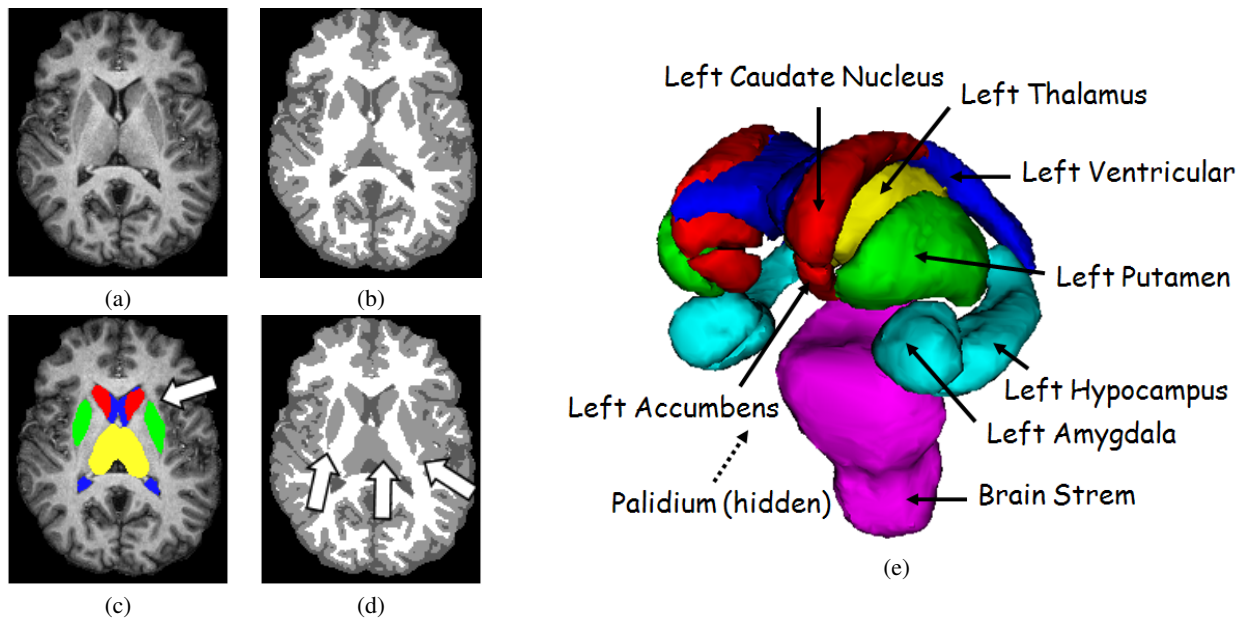 (a)
(b)
(c)
(d)
Left Caudate Nucleus
Left Thalamus
Left Ventricular
Left Putamen
Left Hypocampus
Left Accumbens
Left Amygdala
Palidium (hidden)
Brain Strem
(e)